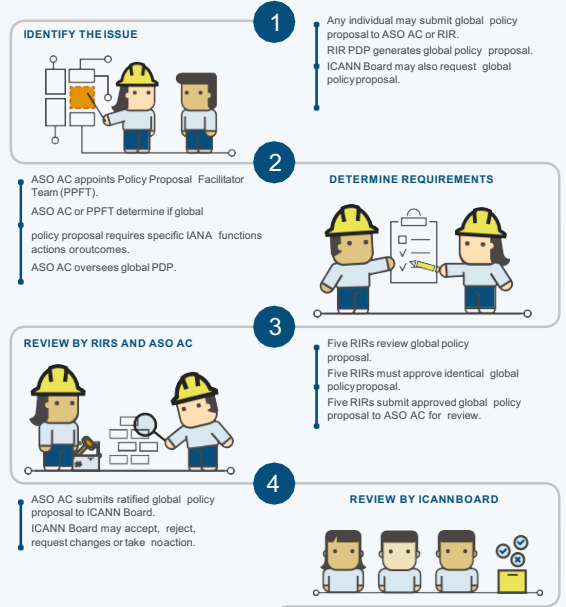 1
IDENTIFY THEISSUE
Any individual may submit global policy
proposal to ASO AC or RIR.
RIR PDP generates global policy proposal.
ICANN Board may also request global
policyproposal.
2
ASO AC appoints Policy Proposal Facilitator
Team (PPFT).
ASO AC or PPFT determine if global
policy proposal requires specific IANA functions
actions oroutcomes.
ASO AC oversees global PDP.
DETERMINE REQUIREMENTS
3
REVIEW BY RIRS AND ASO AC
Five RIRs review global policy
proposal.
Five RIRs must approve identical global
policyproposal.
Five RIRs submit approved global policy
proposal to ASO AC for review.
4
ASO AC submits ratified global policy
proposal to ICANN Board.
ICANN Board may accept, reject,
request changes or take noaction.
REVIEW BY ICANNBOARD